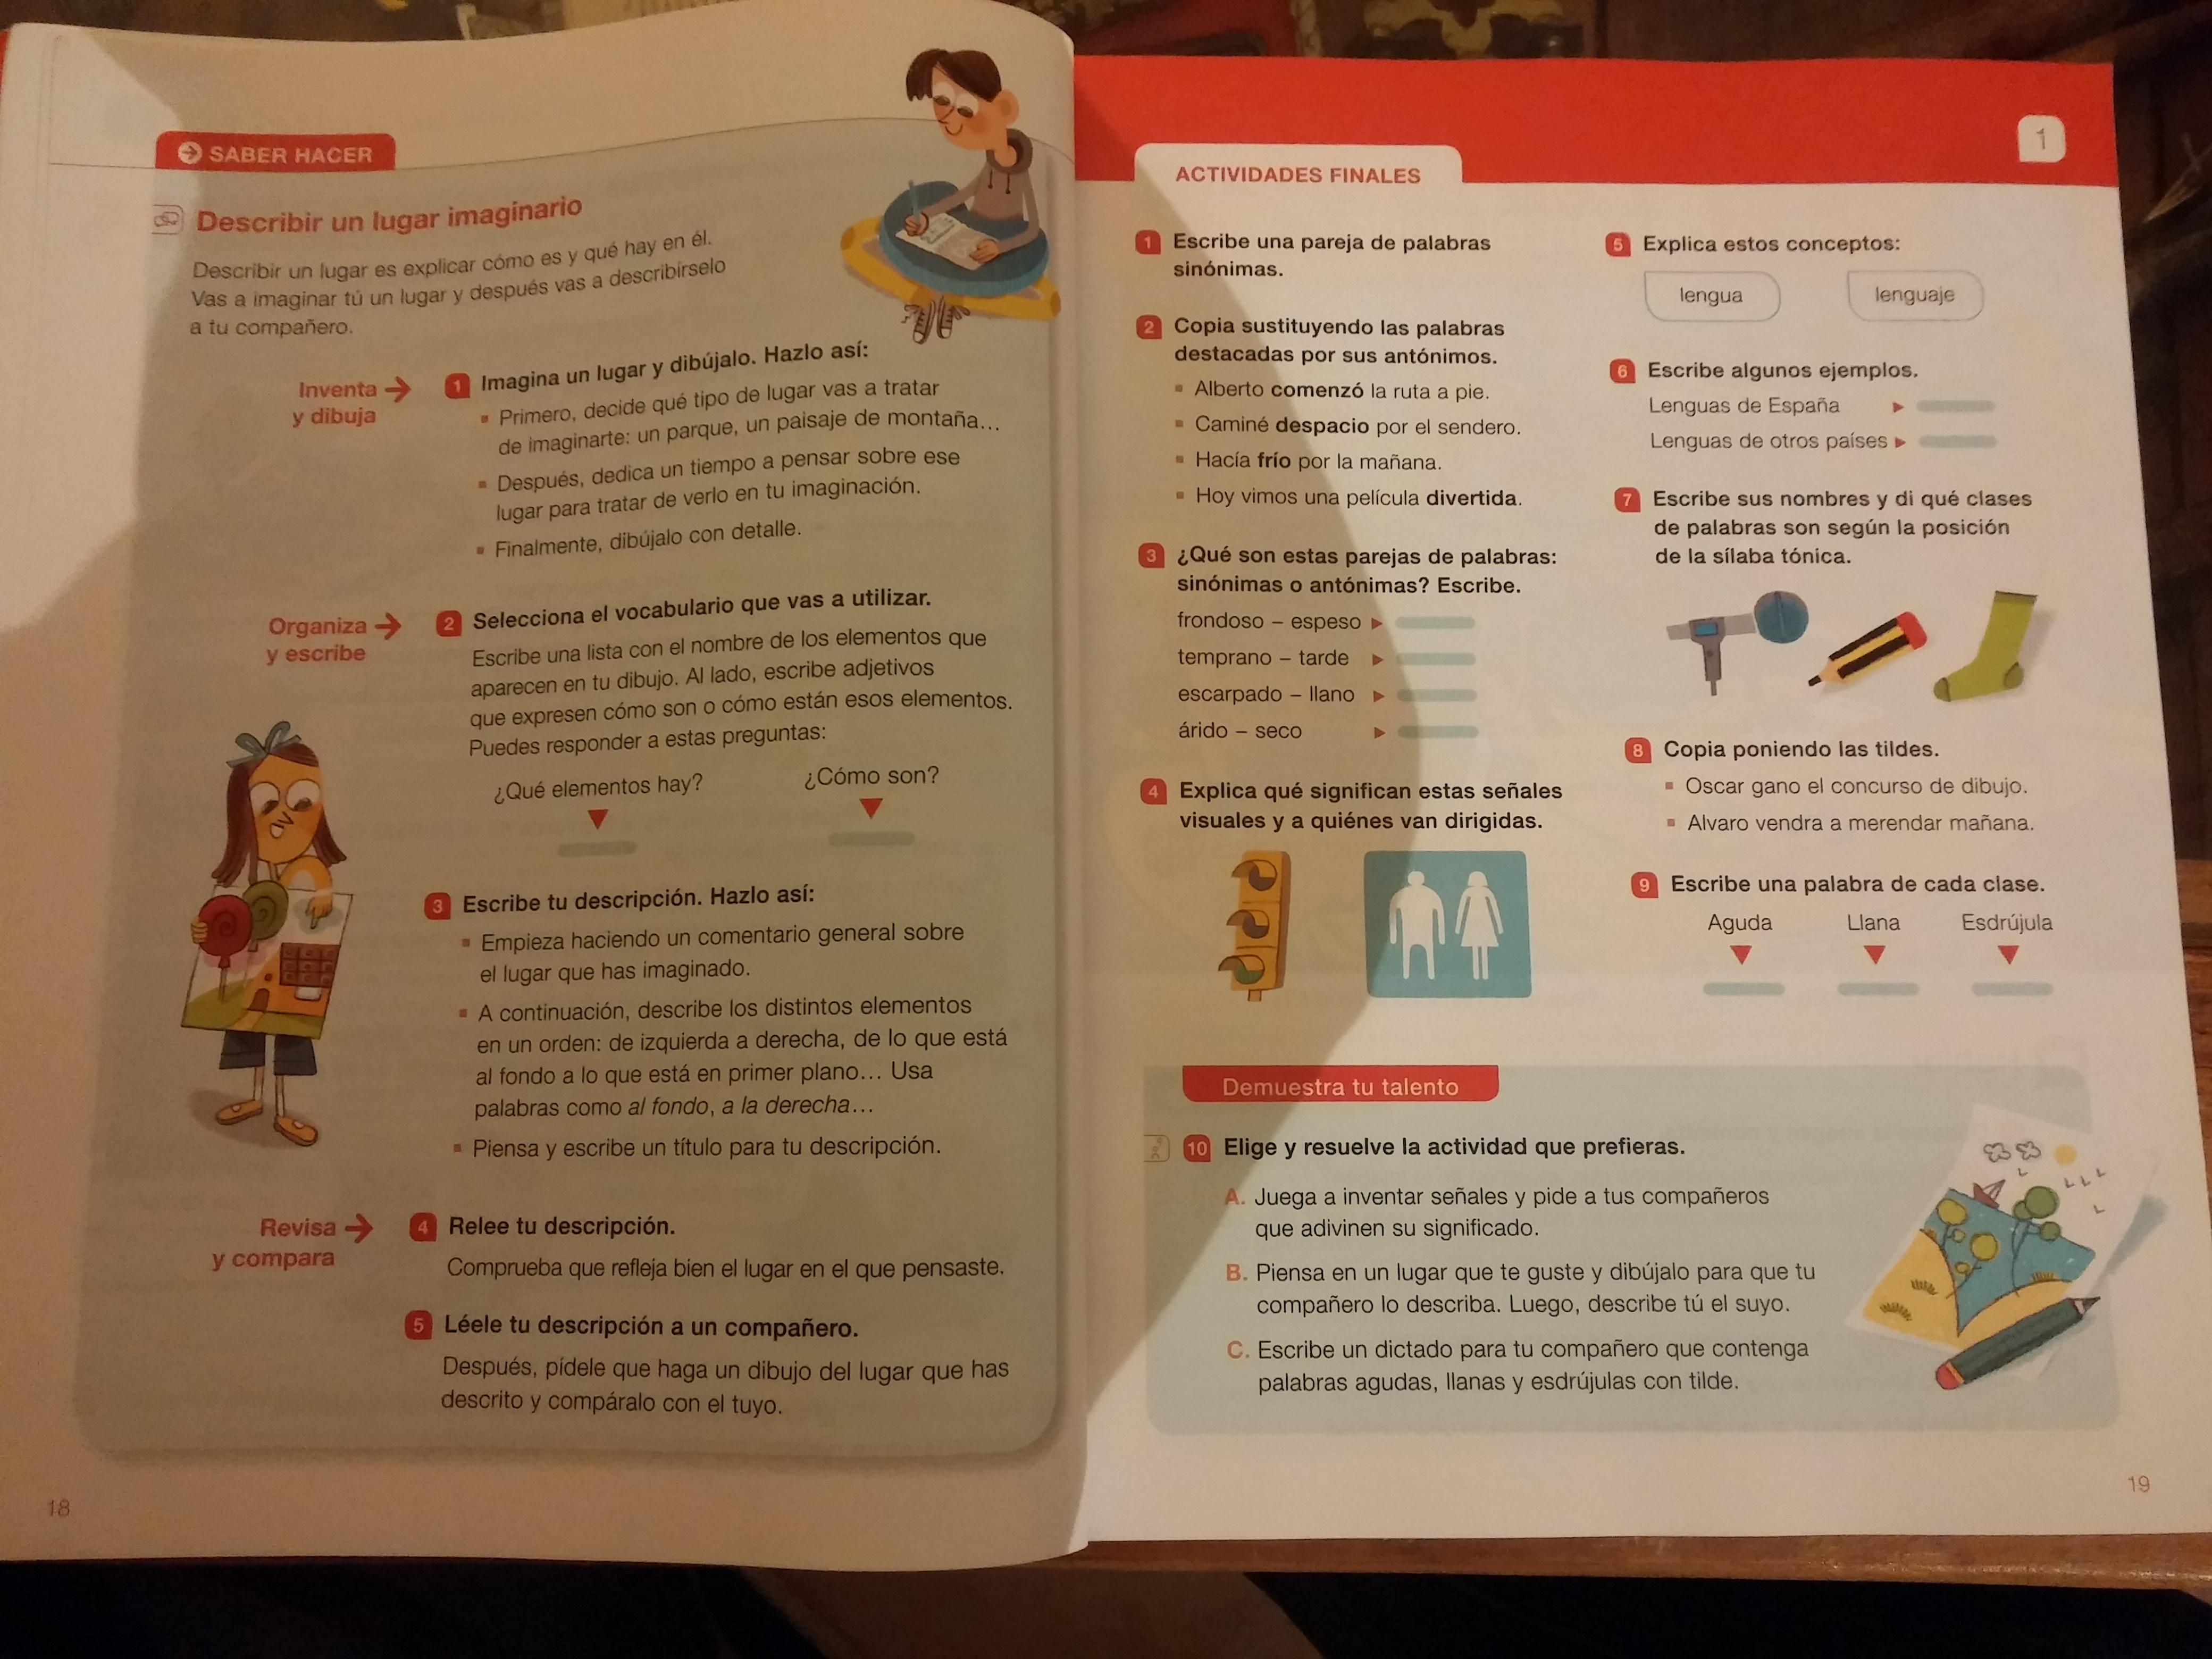 SABER HACER
Describir un lugar imaginario
Describir un lugar es explicar cómo es y qué hay en él.
Vas a imaginar tú un lugar y después vas a describírselo
a tu compañero.
Inventa
y dibuja
1 Imagina un lugar y dibújalo. Hazlo así:
Primero, decide qué tipo de lugar vas a tratar
de imaginarte: un parque, un paisaje de montaña...
Después, dedica un tiempo a pensar sobre ese
lugar para tratar de verlo en tu imaginación.
Finalmente, dibújalo con detalle.
Organiza
y escribe
2 Selecciona el vocabulario que vas a utilizar.
Escribe una lista con el nombre de los elementos que
aparecen en tu dibujo. Al lado, escribe adjetivos
que expresen cómo son o cómo están esos elementos.
Puedes responder a estas preguntas:
¿Qué elementos hay? ¿Cómo son?
3 Escribe tu descripción. Hazlo así:
Empieza haciendo un comentario general sobre
el lugar que has imaginado.
A continuación, describe los distintos elementos
en un orden: de izquierda a derecha, de lo que está
al fondo a lo que está en primer plano... Usa
palabras como al fondo, a la derecha...
Piensa y escribe un título para tu descripción.
Revisa
y compara
4 Relee tu descripción.
Comprueba que refleja bien el lugar en el que pensaste.
5 Léele tu descripción a un compañero.
Después, pídele que haga un dibujo del lugar que has
descrito y compáralo con el tuyo.
18
1
ACTIVIDADES FINALES
1 Escribe una pareja de palabras
sinónimas.
2 Copia sustituyendo las palabras
destacadas por sus antónimos.
Alberto comenzó la ruta a pie.
Caminé despacio por el sendero.
Hacía frío por la mañana.
Hoy vimos una película divertida.
3 ¿Qué son estas parejas de palabras:
sinónimas o antónimas? Escribe.
frondoso – espeso
temprano – tarde
escarpado – llano
árido – seco
4 Explica qué significan estas señales
visuales y a quiénes van dirigidas.
5 Explica estos conceptos:
lengua lenguaje
6 Escribe algunos ejemplos.
Lenguas de España
Lenguas de otros países
7 Escribe sus nombres y di qué clases
de palabras son según la posición
de la sílaba tónica.
8 Copia poniendo las tildes.
Oscar gano el concurso de dibujo.
Alvaro vendra a merendar mañana.
9 Escribe una palabra de cada clase.
Aguda Llana Esdrújula
Demuestra tu talento
10 Elige y resuelve la actividad que prefieras.
A. Juega a inventar señales y pide a tus compañeros
que adivinen su significado.
B. Piensa en un lugar que te guste y dibújalo para que tu
compañero lo describa. Luego, describe tú el suyo.
C. Escribe un dictado para tu compañero que contenga
palabras agudas, llanas y esdrújulas con tilde.
19